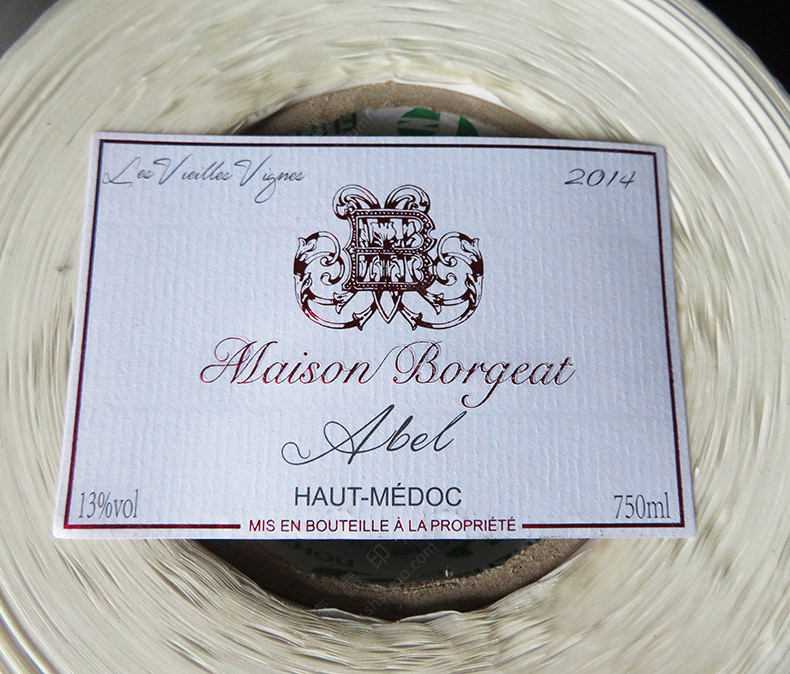 Les Vieilles Vignes
2014
B
Maison Borgeat
Abel
HAUT-MÉDOC
13%vol
750ml
MIS EN BOUTEILLE À LA PROPRIÉTÉ